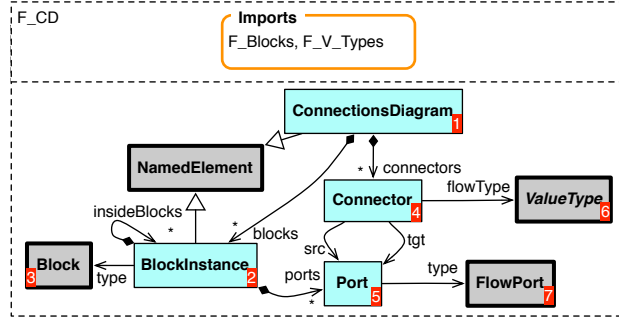 F_CD
Imports
F_Blocks, F_V_Types
ConnectionsDiagram
1
NamedElement
*
connectors
flowType
insideBlocks
Connector
4
ValueType
6
*
*
blocks
src
tgt
Block
3
type
BlockInstance
2
ports
*
Port
5
type
FlowPort
7